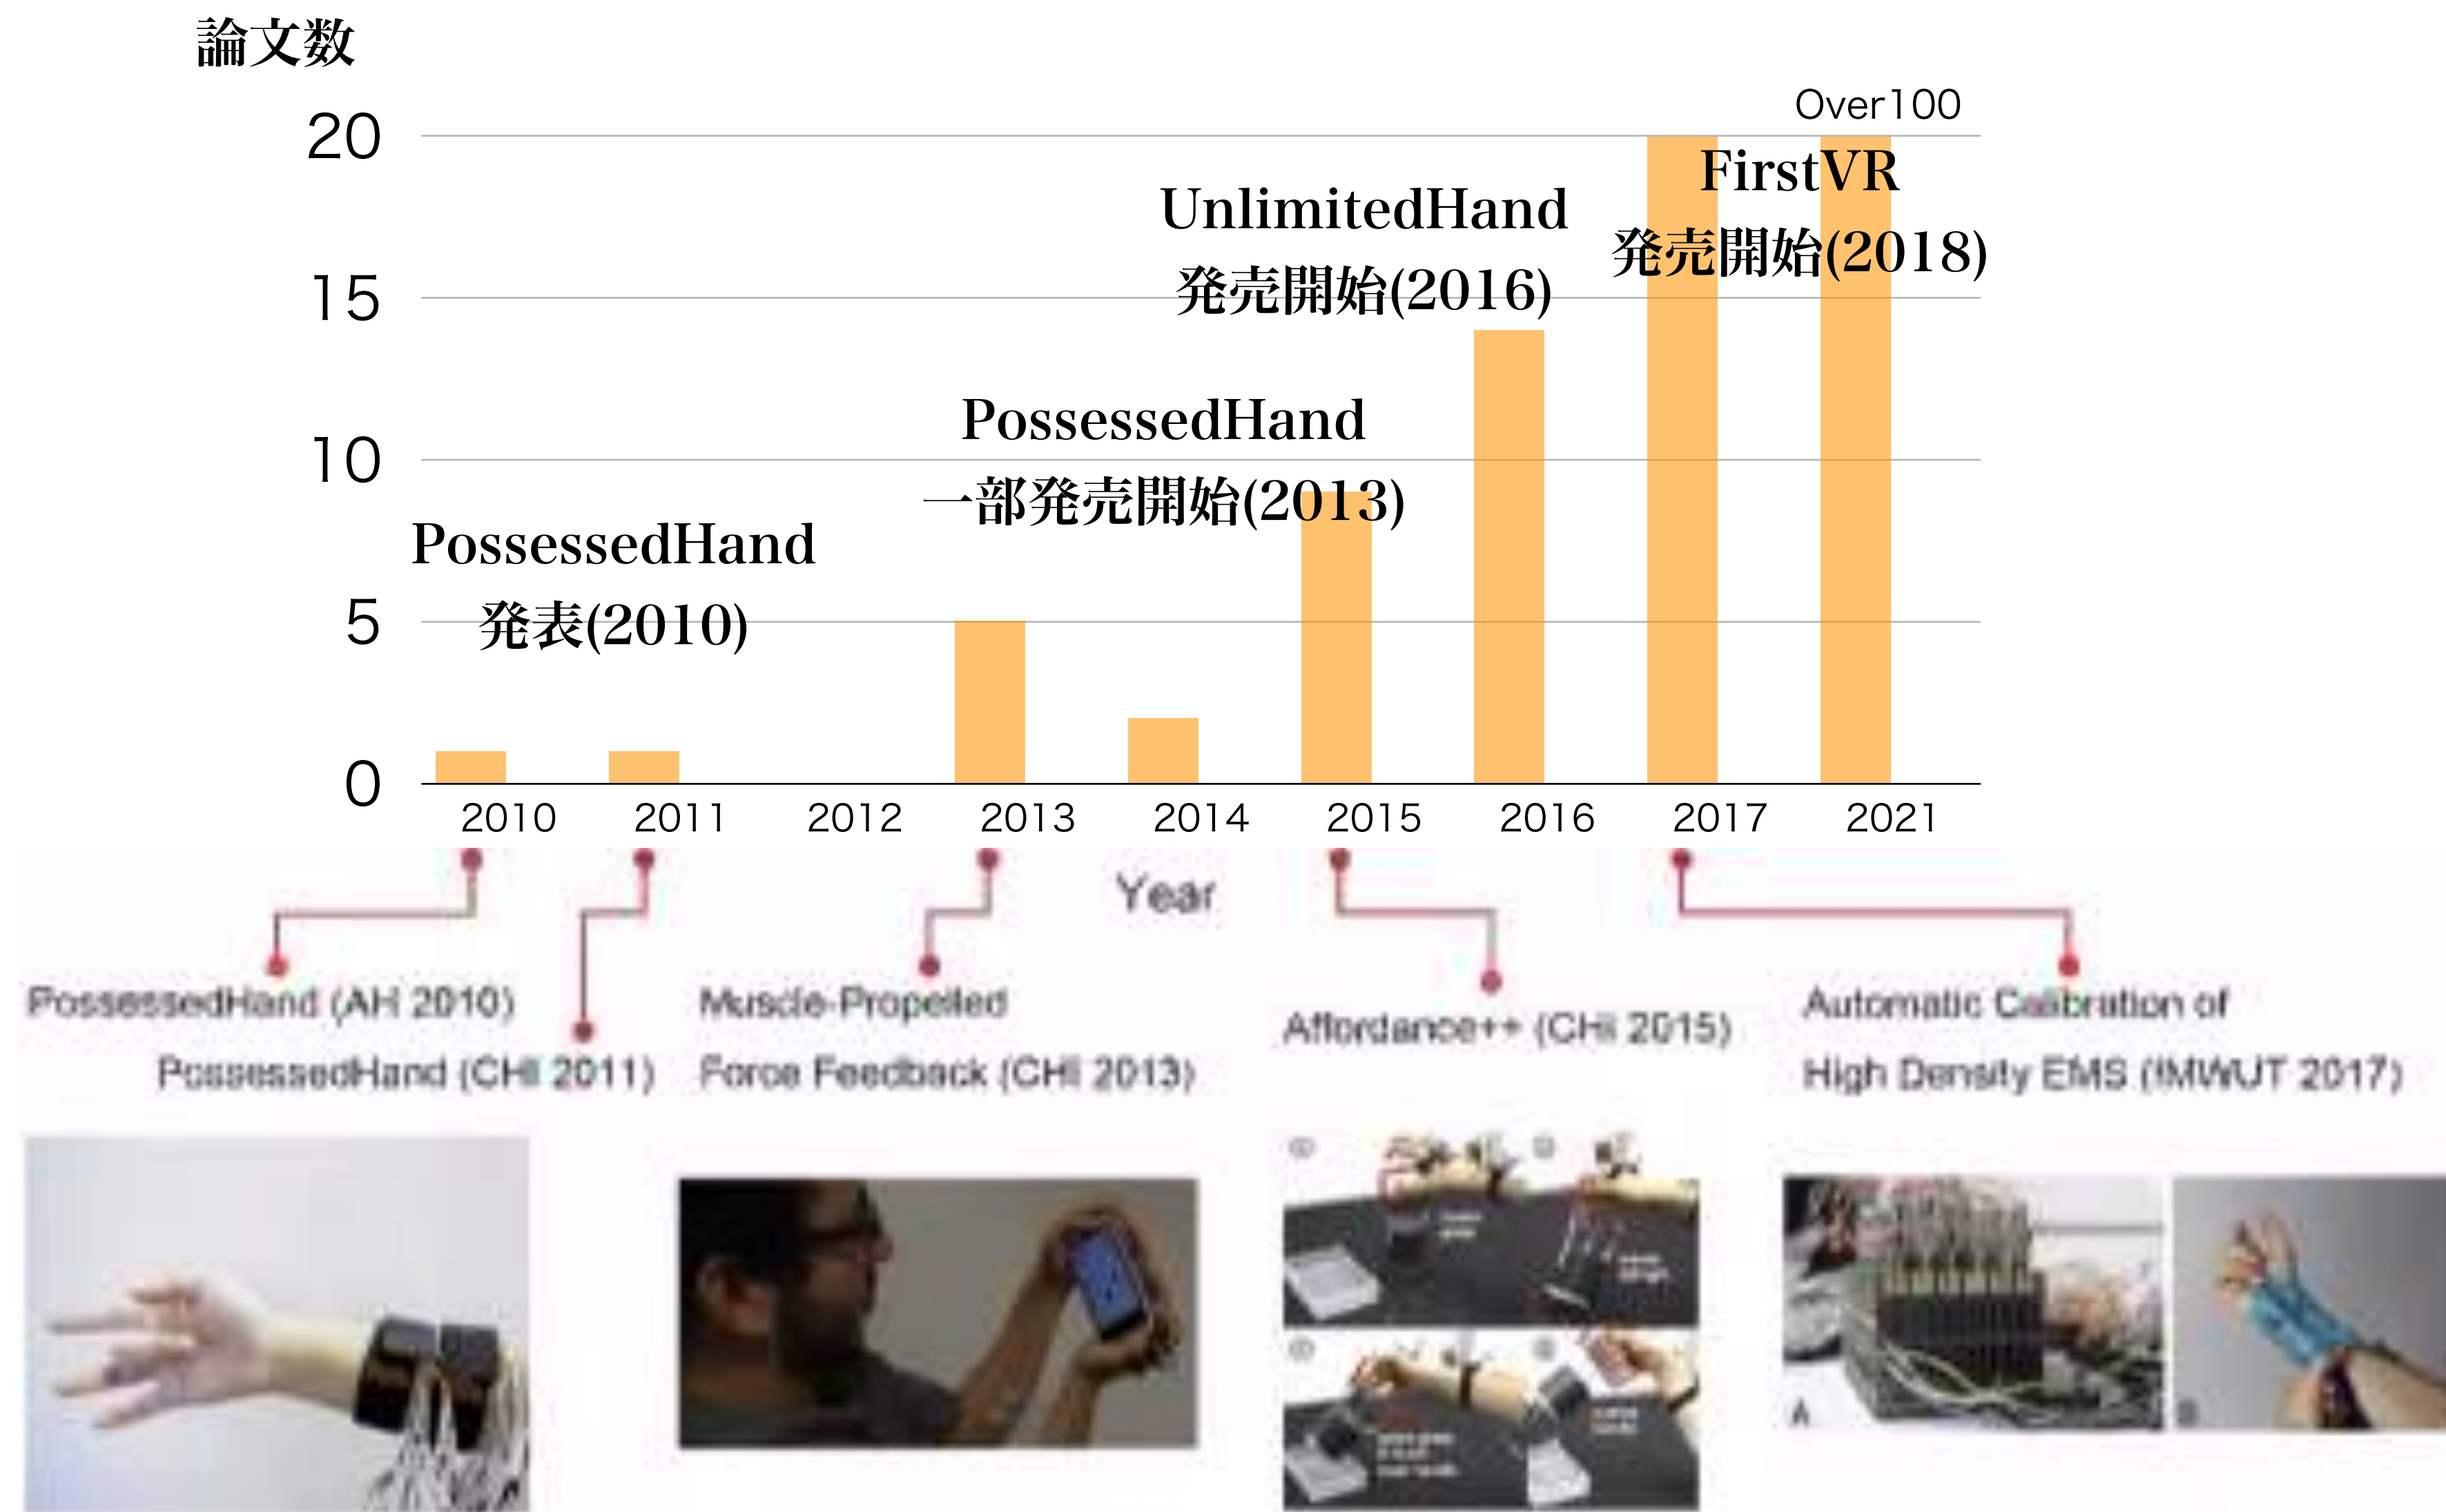 論文数
20
15
10
5
0
Over100
FirstVR
発売開始(2018)
UnlimitedHand
発売開始(2016)
PossessedHand
一部発売開始(2013)
PossessedHand
発表(2010)
2010 2011 2012 2013 2014 2015 2016 2017 2021
Year
PossessedHand (AH 2010)
PossessedHand (CHI 2011)
Muscle-Propelled
Force Feedback (CHI 2013)
Affordance++ (CHI 2015)
Automatic Calibration of
High Density EMS (IMWUT 2017)
A